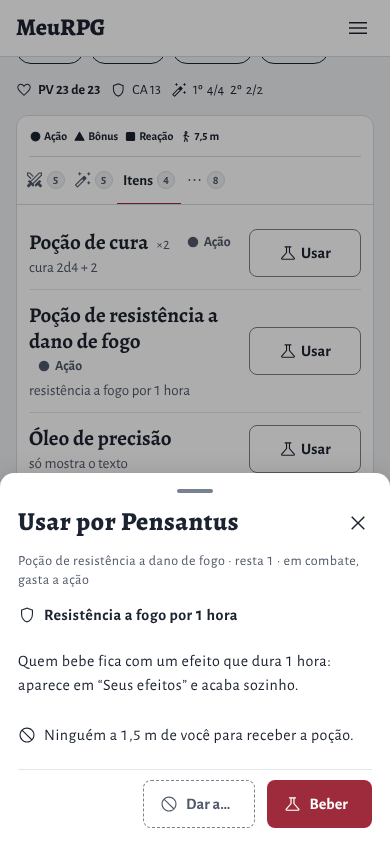 MeuRPG
PV 23 de 23 CA 13 1º 4/4 2º 2/2
Ação Bônus Reação 7,5 m
5 5 Itens 4 ··· 8
Poção de cura ×2 Ação
Usar
cura 2d4 + 2
Poção de resistência a
dano de fogo
Usar
Ação
resistência a fogo por 1 hora
Óleo de precisão
Usar
só mostra o texto
Usar por Pensantus
Poção de resistência a dano de fogo · resta 1 · em combate,
gasta a ação
Resistência a fogo por 1 hora
Quem bebe fica com um efeito que dura 1 hora:
aparece em “Seus efeitos” e acaba sozinho.
Ninguém a 1,5 m de você para receber a poção.
Dar a… Beber